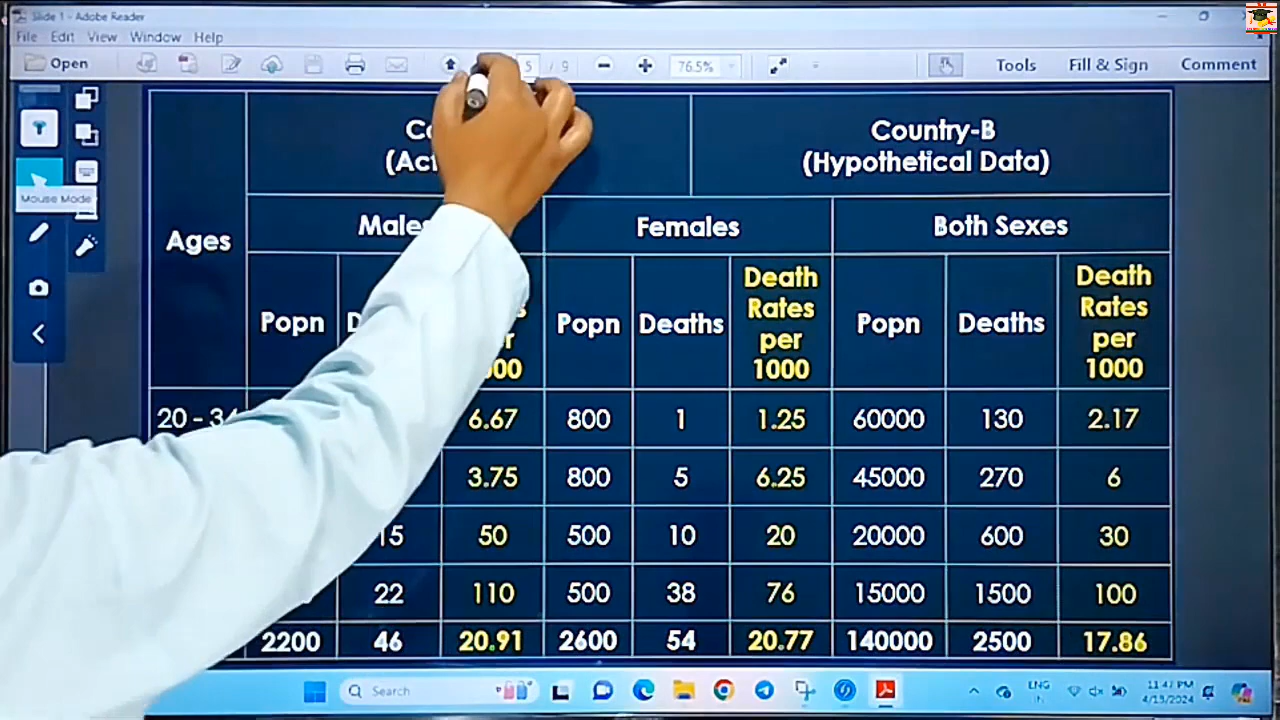 Slide 1 - Adobe Reader
File Edit View Window Help
Open 5 / 9 76.5% Tools Fill & Sign Comment
Country-B
(Hypothetical Data)
Mouse Mode
Ages Males Females Both Sexes
Popn Popn Deaths Death Rates per 1000 Popn Deaths Death Rates per 1000
20 - 34 6.67 800 1 1.25 60000 130 2.17
3.75 800 5 6.25 45000 270 6
15 50 500 10 20 20000 600 30
22 110 500 38 76 15000 1500 100
2200 46 20.91 2600 54 20.77 140000 2500 17.86
Search ENG 11:47 PM
IN 4/15/2024